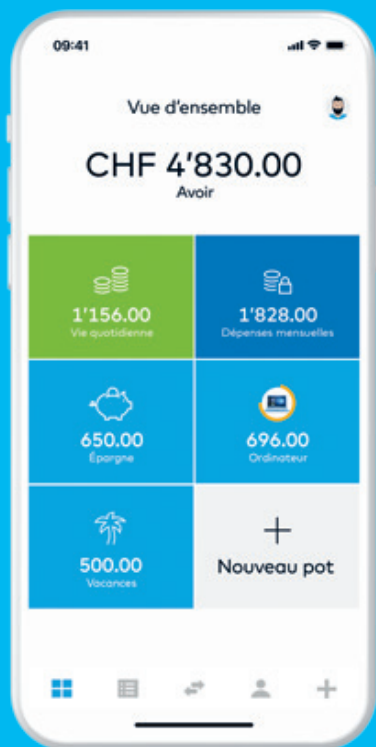 09:41
Vue d'ensemble
CHF 4'830.00
Avoir
1'156.00
Vie quotidienne
1'828.00
Dépenses mensuelles
650.00
Épargne
696.00
Ordinateur
500.00
Vacances
Nouveau pot